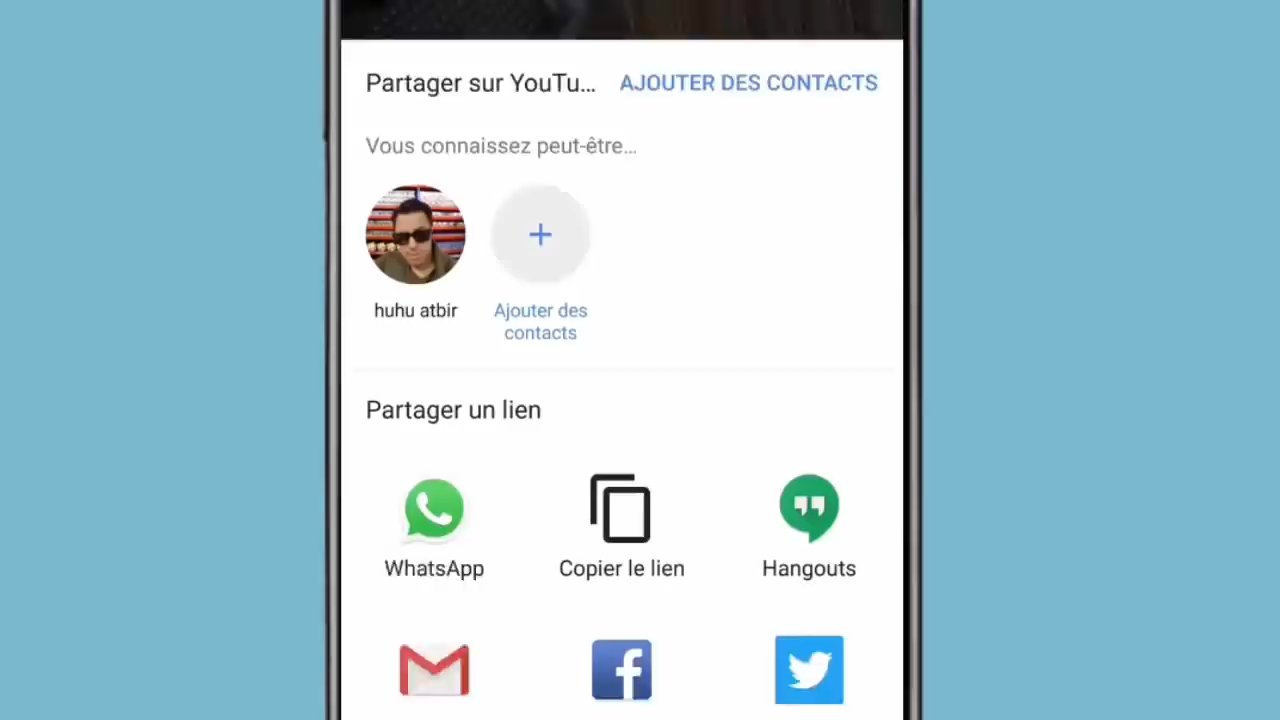 Partager sur YouTu...
AJOUTER DES CONTACTS
Vous connaissez peut-être...
huhu atbir
Ajouter des
contacts
Partager un lien
WhatsApp
Copier le lien
Hangouts